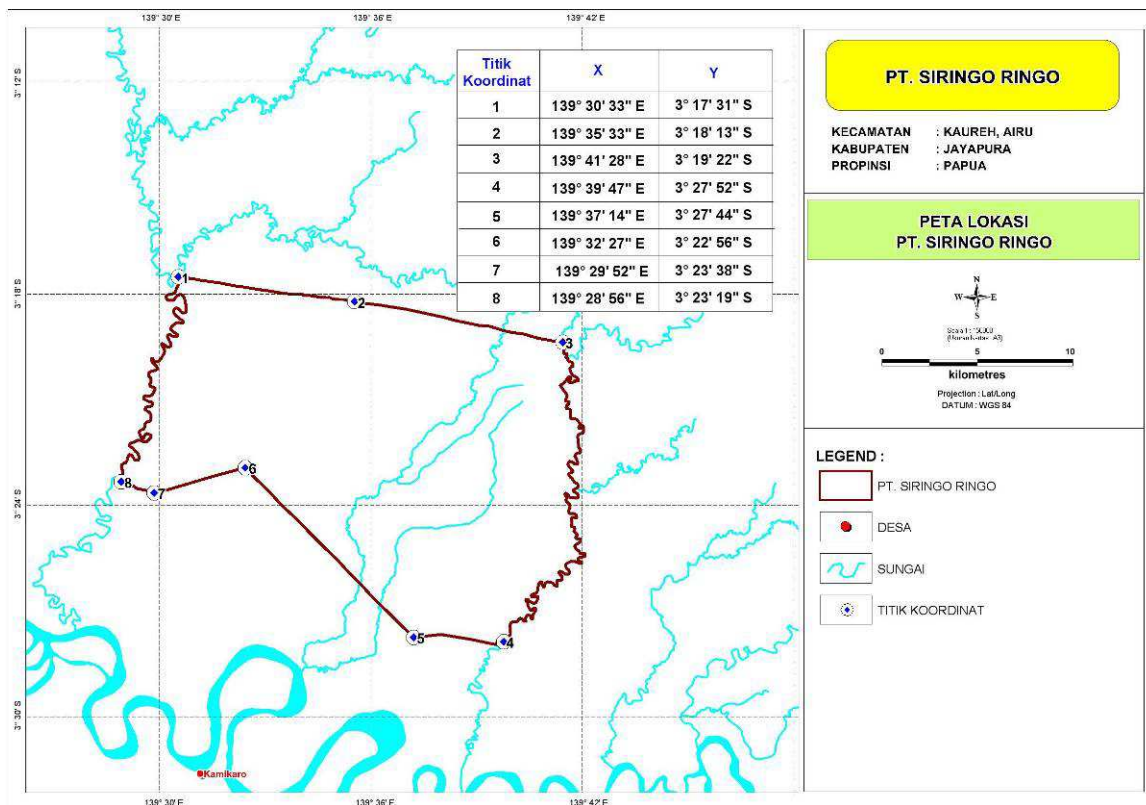 139° 30' E
139° 36' E
139° 42' E
3° 12' S
3° 18' S
3° 24' S
3° 30' S
Titik Koordinat X Y
1 139° 30' 33" E 3° 17' 31" S
2 139° 35' 33" E 3° 18' 13" S
3 139° 41' 28" E 3° 19' 22" S
4 139° 39' 47" E 3° 27' 52" S
5 139° 37' 14" E 3° 27' 44" S
6 139° 32' 27" E 3° 22' 56" S
7 139° 29' 52" E 3° 23' 38" S
8 139° 28' 56" E 3° 23' 19" S
1
2
3
6
8
7
5
4
Kamikaro
139° 30' E
139° 36' E
139° 42' E
PT. SIRINGO RINGO
KECAMATAN : KAUREH, AIRU
KABUPATEN : JAYAPURA
PROPINSI : PAPUA
PETA LOKASI
PT. SIRINGO RINGO
N
W E
S
0 5 10
kilometres
Projection : Lat/Long
DATUM : WGS 84
LEGEND :
PT. SIRINGO RINGO
DESA
SUNGAI
TITIK KOORDINAT